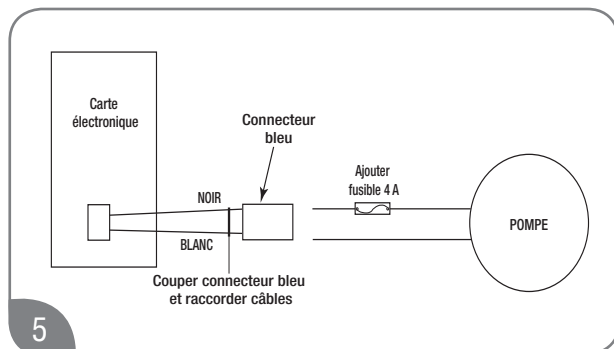 Carte
électronique
Connecteur
bleu
Ajouter
fusible 4 A
NOIR
POMPE
BLANC
Couper connecteur bleu
et raccorder câbles
5